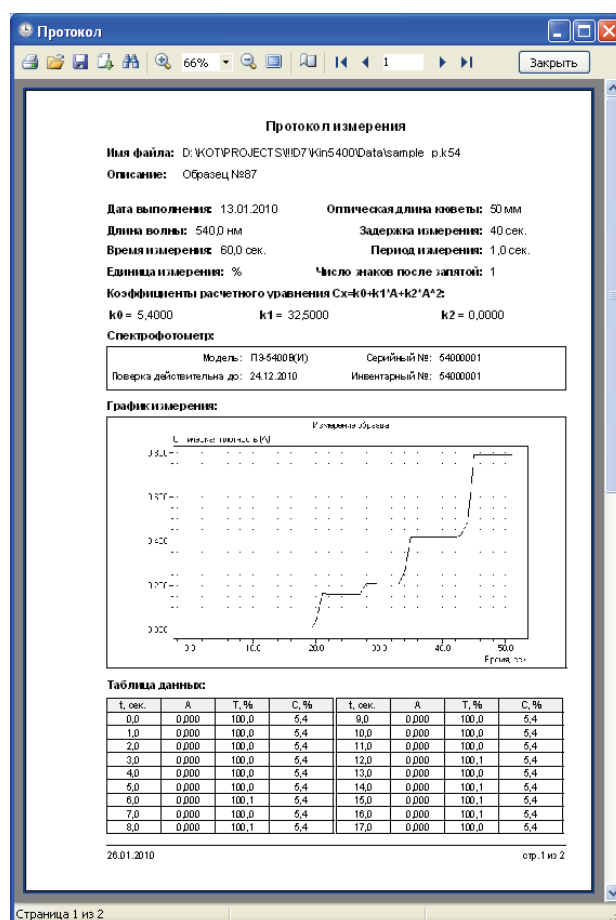 Протокол
66%
1
Закрыть
Протокол измерения
Имя файла: D:\KOT\PROJECTS\!!!D7\Kin5400\Data\sample p.k54
Описание: Образец №87
Дата выполнения: 13.01.2010 Оптическая длина кюветы: 50 мм
Длина волны: 540,0 нм Задержка измерения: 40 сек.
Время измерения: 60,0 сек. Период измерения: 1,0 сек.
Единица измерения: % Число знаков после запятой: 1
Коэффициенты расчетного уравнения Cx=k0+k1*A+k2*A^2:
k0 = 5,4000 k1 = 32,5000 k2 = 0,0000
Спектрофотометр:
Модель: ПЭ-5400В(И) Серийный №: 54000001
Поверка действительна до: 24.12.2010 Инвентарный №: 54000001
График измерения:
Измерение образца
0.400
0.200
0.000
10.0 20.0 40.0 50.0
Таблица данных:
t, сек. A T, % C, % t, сек. A T, % C, %
0,0 0,000 100,0 5,4 9,0 0,000 100,0 5,4
1,0 0,000 100,0 5,4 10,0 0,000 100,0 5,4
2,0 0,000 100,0 5,4 11,0 0,000 100,0 5,4
3,0 0,000 100,0 5,4 12,0 0,000 100,1 5,4
4,0 0,000 100,0 5,4 13,0 0,000 100,0 5,4
5,0 0,000 100,0 5,4 14,0 0,000 100,1 5,4
6,0 0,000 100,1 5,4 15,0 0,000 100,1 5,4
7,0 0,000 100,0 5,4 16,0 0,000 100,1 5,4
8,0 0,000 100,1 5,4 17,0 0,000 100,0 5,4
26.01.2010 стр.1 из 2
Страница 1 из 2